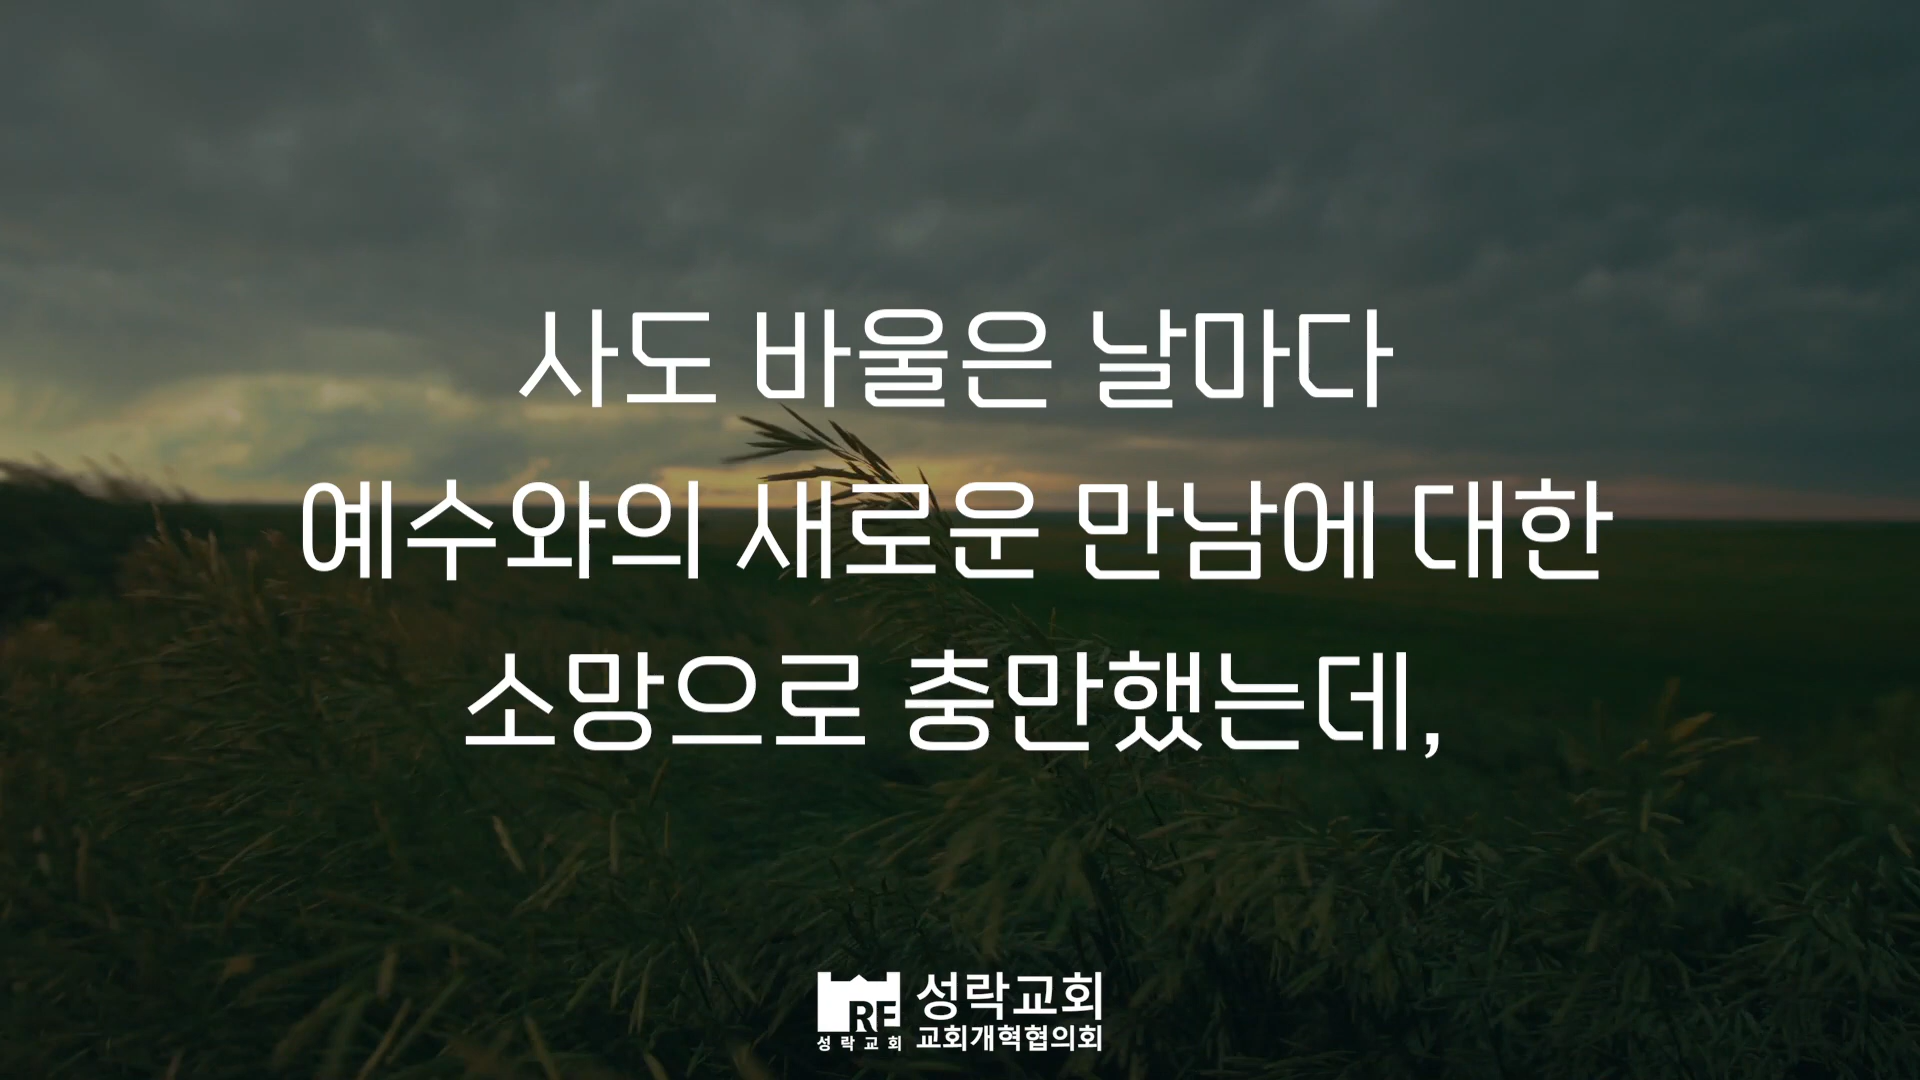 사도 바울은 날마다
예수와의 새로운 만남에 대한
소망으로 충만했는데,
RE
성락교회
성락교회
교회개혁협의회